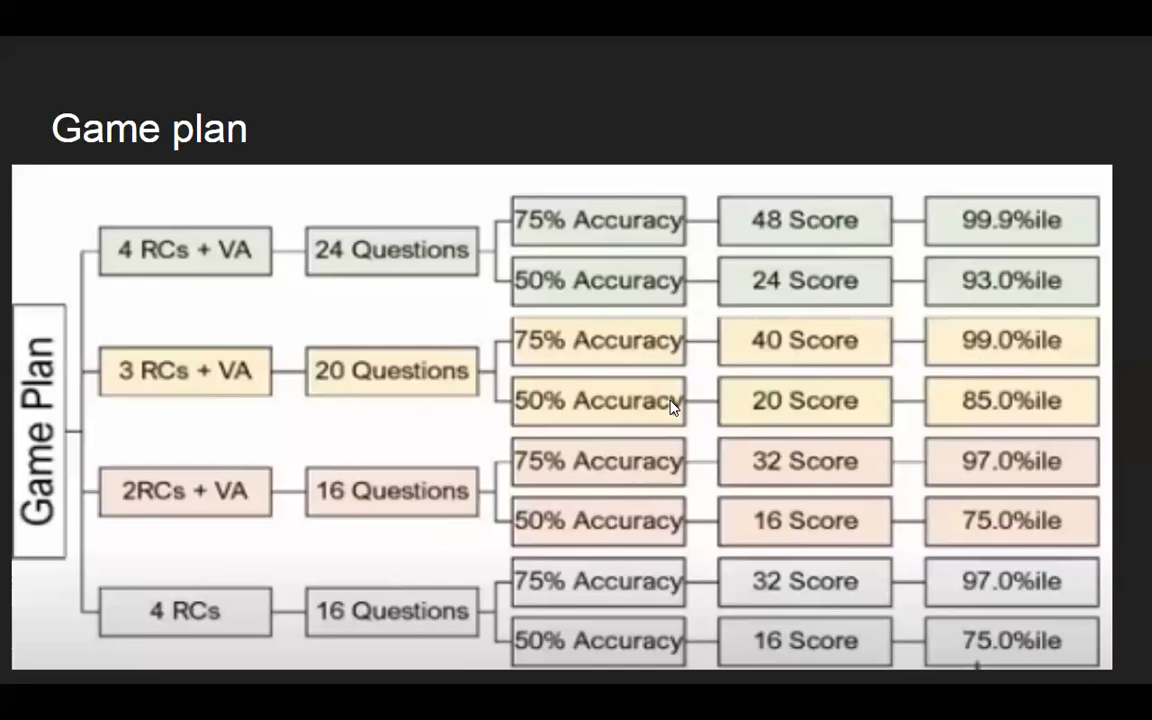 Game plan
Game Plan
4 RCs + VA
24 Questions
75% Accuracy
48 Score
99.9%ile
50% Accuracy
24 Score
93.0%ile
3 RCs + VA
20 Questions
75% Accuracy
40 Score
99.0%ile
50% Accuracy
20 Score
85.0%ile
2RCs + VA
16 Questions
75% Accuracy
32 Score
97.0%ile
50% Accuracy
16 Score
75.0%ile
4 RCs
16 Questions
75% Accuracy
32 Score
97.0%ile
50% Accuracy
16 Score
75.0%ile